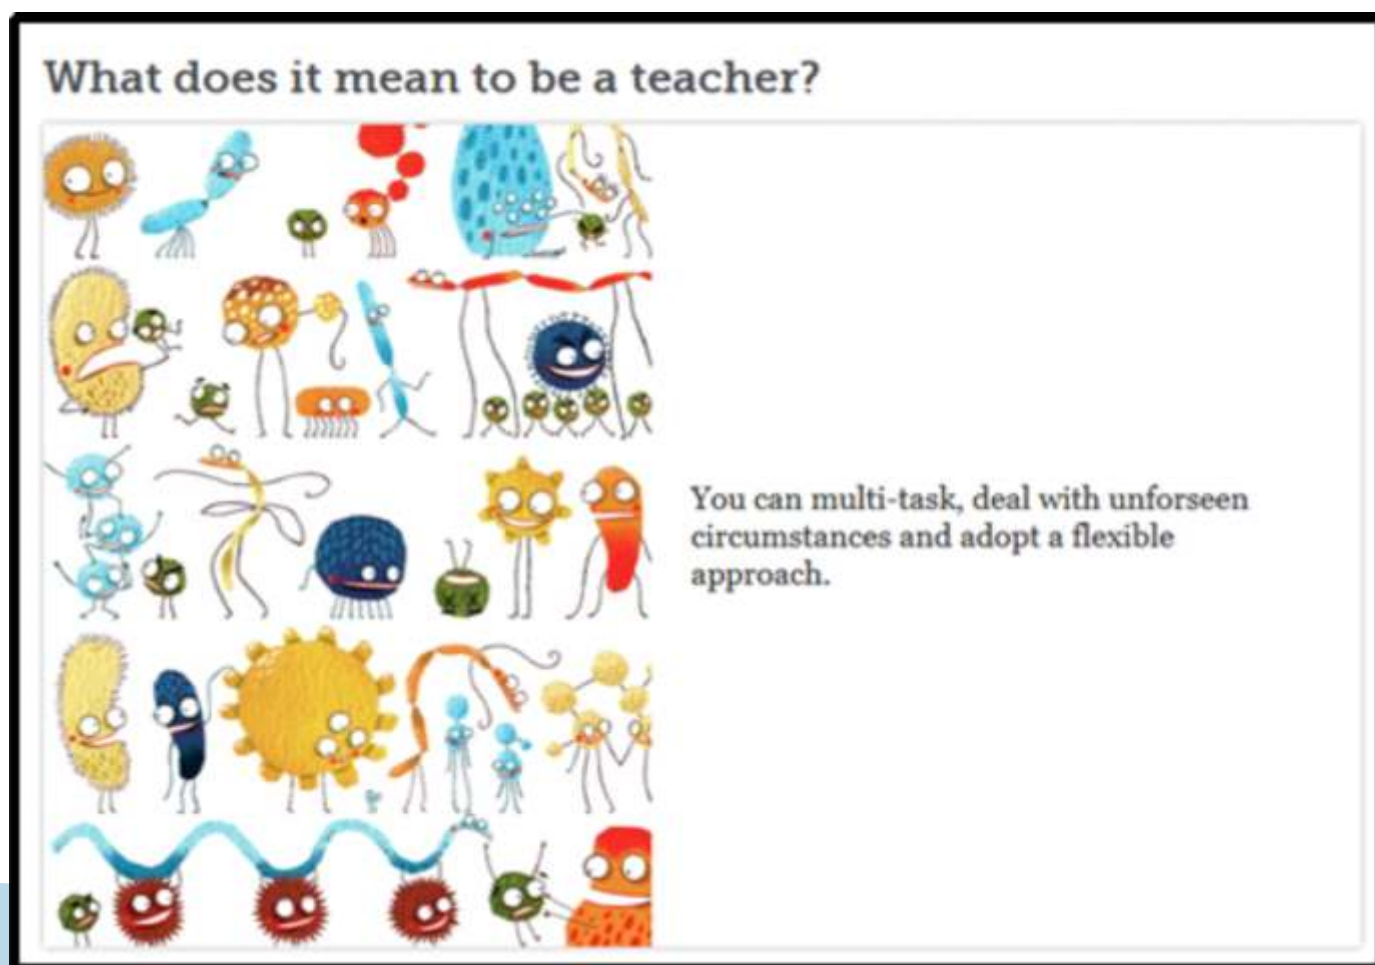 What does it mean to be a teacher?
You can multi-task, deal with unforseen
circumstances and adopt a flexible
approach.